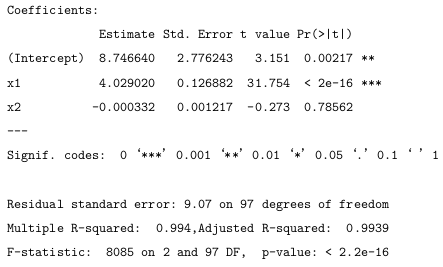 Coefficients:
Estimate Std. Error t value Pr(>|t|)
(Intercept) 8.746640 2.776243 3.151 0.00217 **
x1 4.029020 0.126882 31.754 < 2e-16 ***
x2 -0.000332 0.001217 -0.273 0.78562
---
Signif. codes: 0 ‘***’ 0.001 ‘**’ 0.01 ‘*’ 0.05 ‘.’ 0.1 ‘ ’ 1
Residual standard error: 9.07 on 97 degrees of freedom
Multiple R-squared: 0.994,Adjusted R-squared: 0.9939
F-statistic: 8085 on 2 and 97 DF, p-value: < 2.2e-16